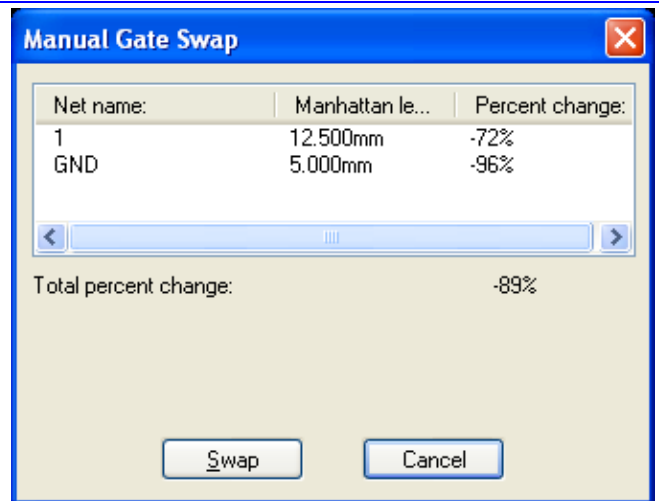 Manual Gate Swap
Net name: Manhattan le... Percent change:
1 12.500mm -72%
GND 5.000mm -96%
Total percent change: -89%
Swap Cancel